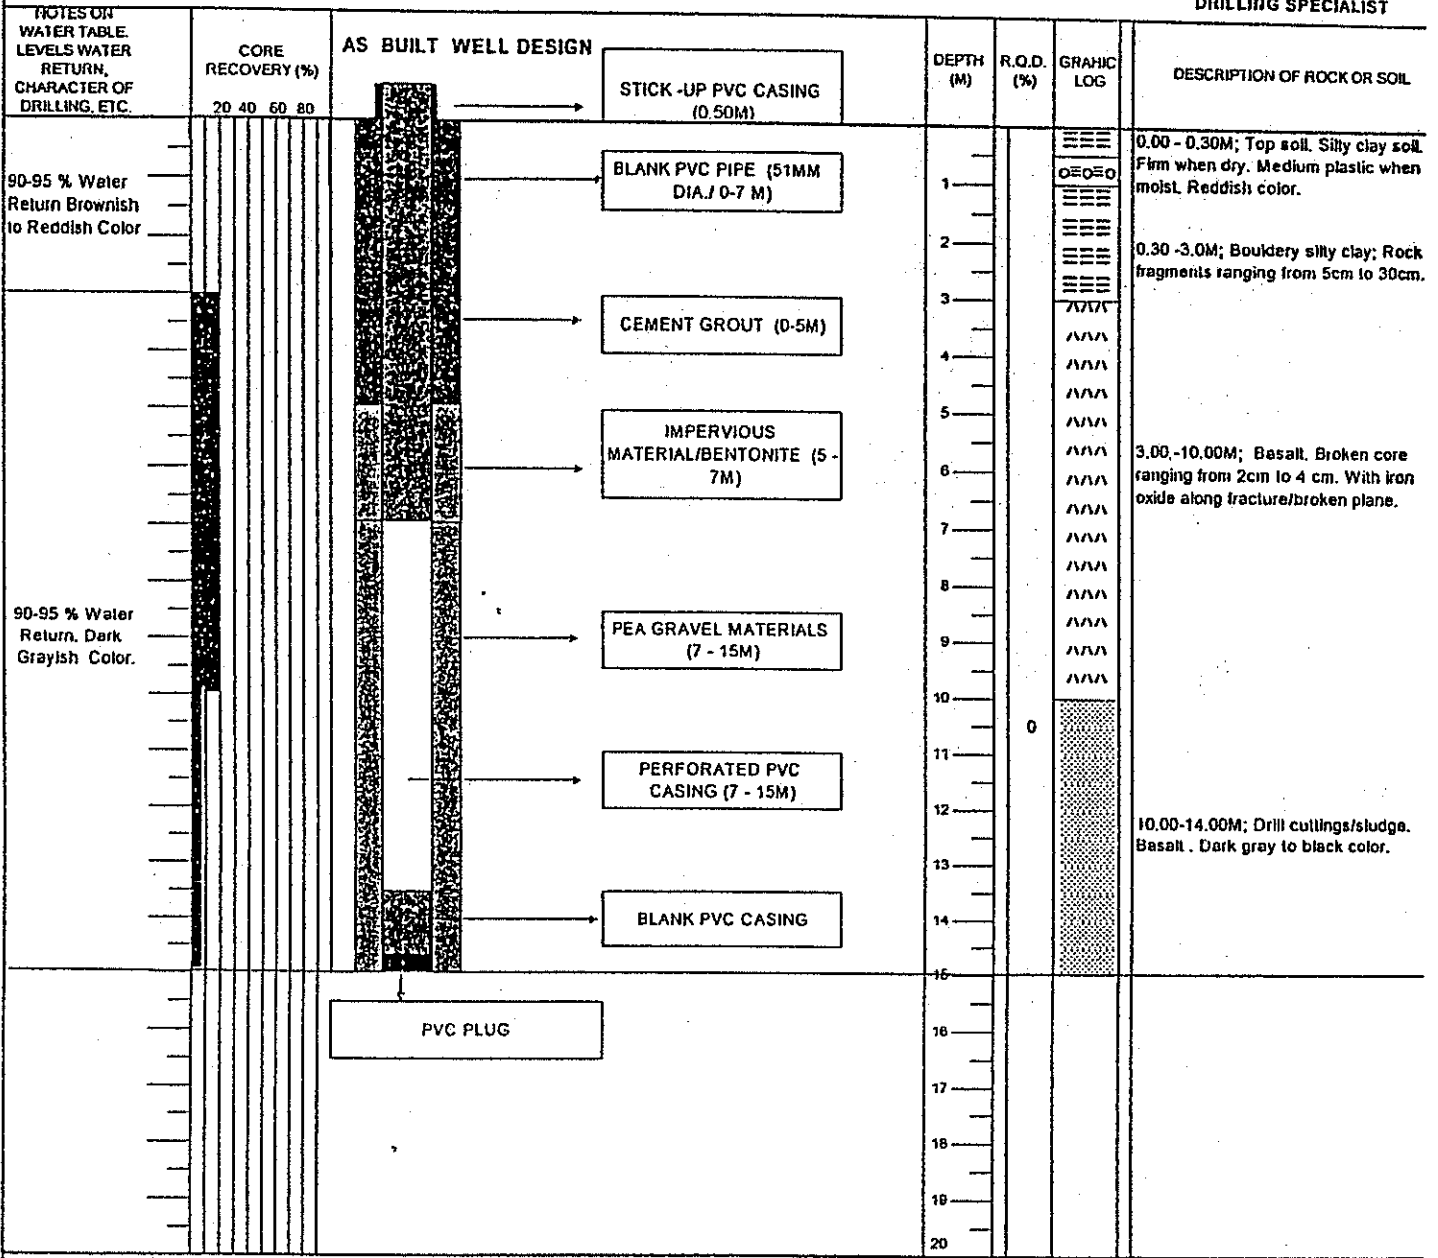 DRILLING SPECIALIST
NOTES ON
WATER TABLE.
LEVELS WATER
RETURN,
CHARACTER OF
DRILLING, ETC.
CORE
RECOVERY (%)
20 40 60 80
AS BUILT WELL DESIGN
DEPTH
(M)
R.Q.D.
(%)
GRAHIC
LOG
DESCRIPTION OF ROCK OR SOIL
90-95 % Water
Return Brownish
to Reddish Color
90-95 % Water
Return. Dark
Grayish Color.
STICK -UP PVC CASING
(0.50M)
BLANK PVC PIPE (51MM
DIA./ 0-7 M)
CEMENT GROUT (0-5M)
IMPERVIOUS
MATERIAL/BENTONITE (5 -
7M)
PEA GRAVEL MATERIALS
(7 - 15M)
PERFORATED PVC
CASING (7 - 15M)
BLANK PVC CASING
PVC PLUG
1
2
3
4
5
6
7
8
9
10
11
12
13
14
15
16
17
18
19
20
0
0.00 - 0.30M; Top soil. Silty clay soil.
Firm when dry. Medium plastic when
moist. Reddish color.
0.30 -3.0M; Bouldery silty clay; Rock
fragments ranging from 5cm to 30cm.
3.00,-10.00M; Basalt. Broken core
ranging from 2cm to 4 cm. With iron
oxide along fracture/broken plane.
10.00-14.00M; Drill cuttings/sludge.
Basalt . Dark gray to black color.